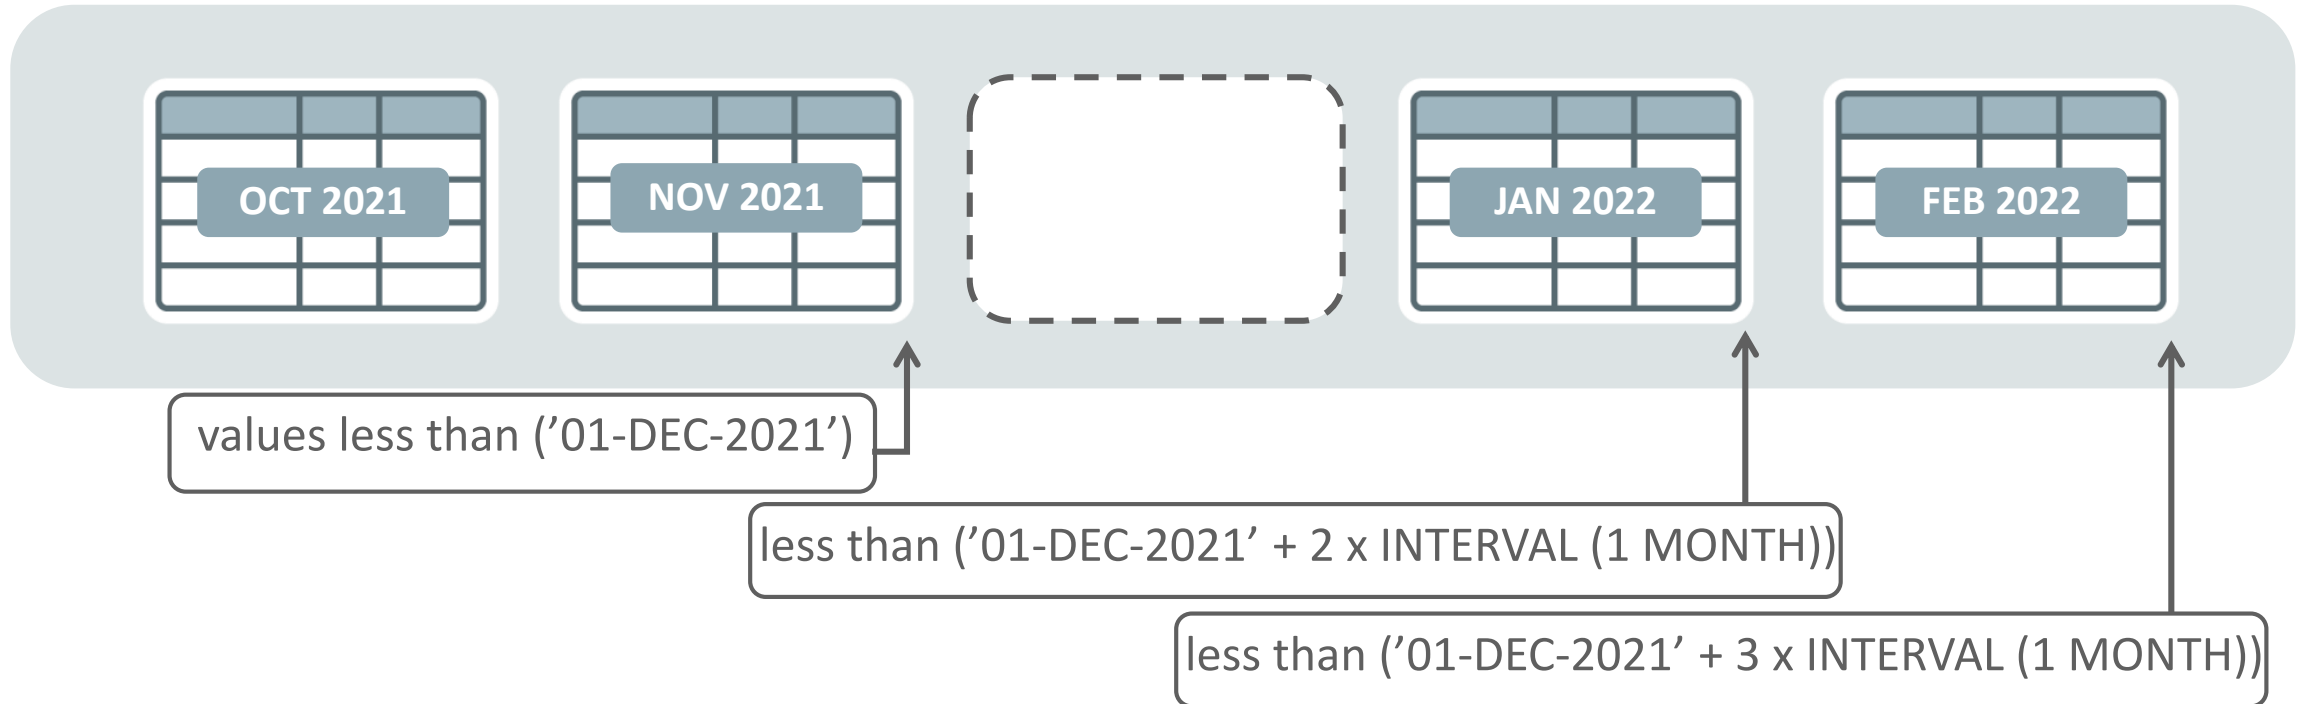 OCT 2021
NOV 2021
JAN 2022
FEB 2022
values less than (’01-DEC-2021’)
less than (’01-DEC-2021’ + 2 x INTERVAL (1 MONTH))
less than (’01-DEC-2021’ + 3 x INTERVAL (1 MONTH))